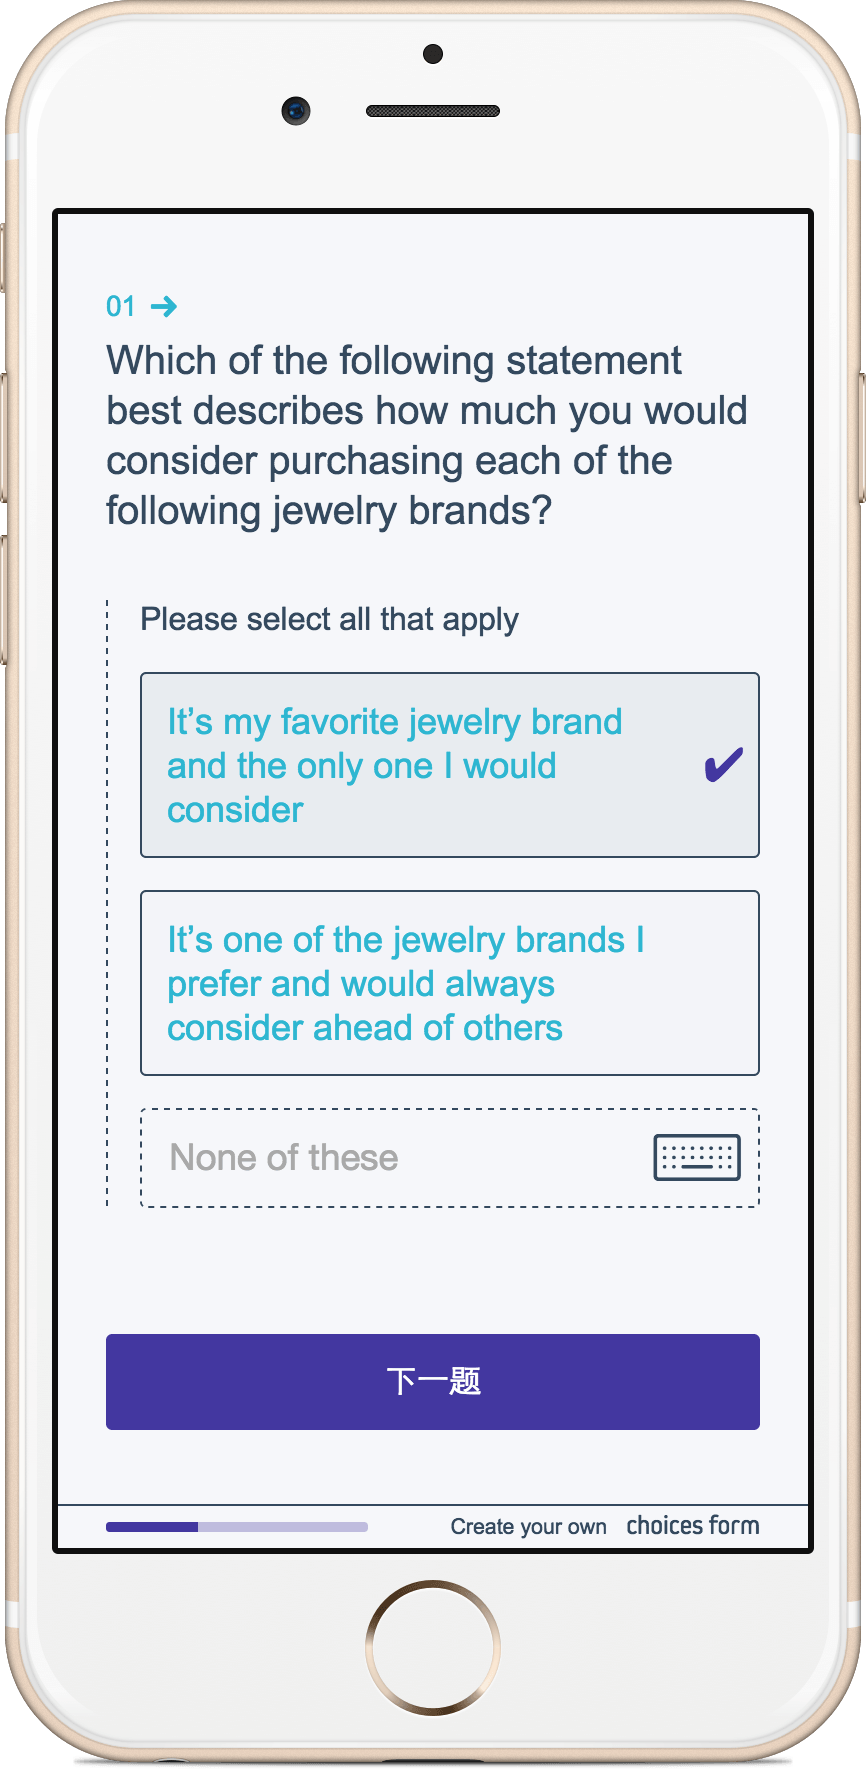 01
Which of the following statement
best describes how much you would
consider purchasing each of the
following jewelry brands?
Please select all that apply
It’s my favorite jewelry brand
and the only one I would
consider
It’s one of the jewelry brands I
prefer and would always
consider ahead of others
None of these
下一题
Create your own choices form